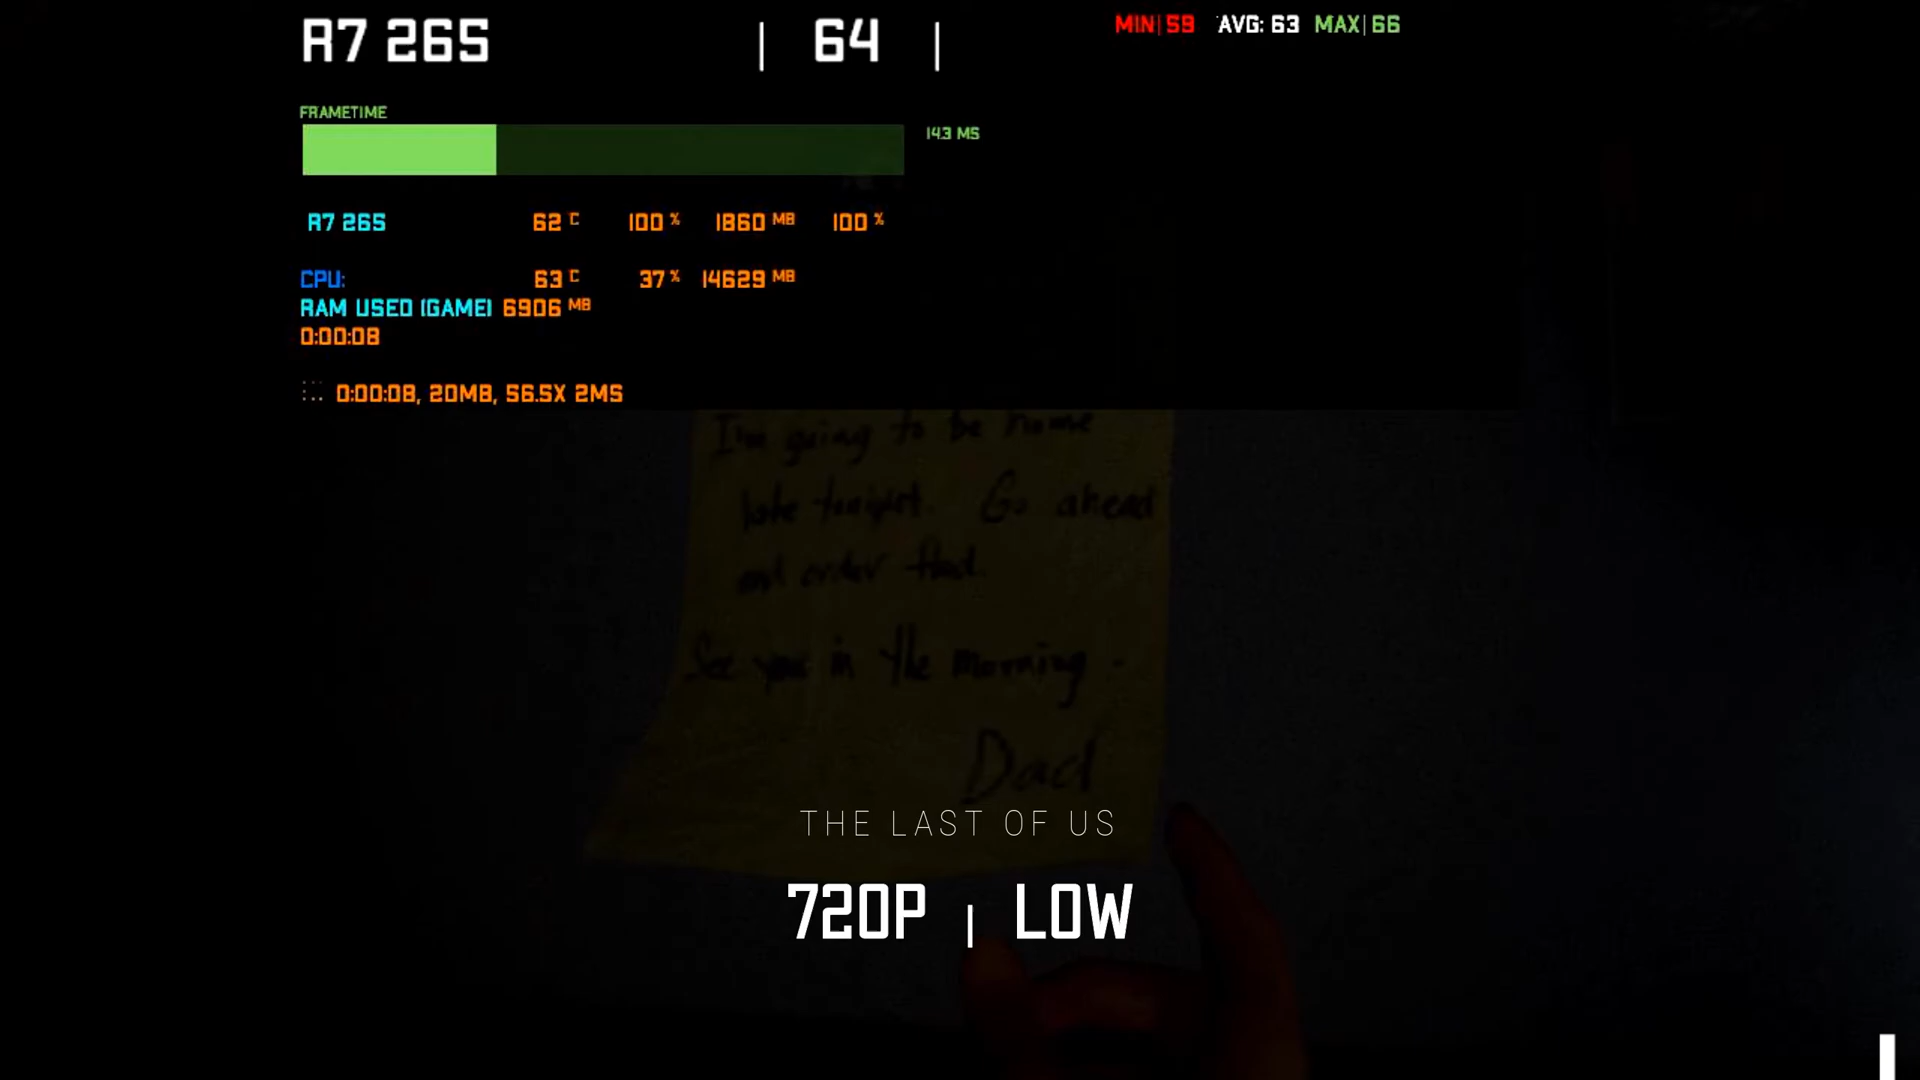 R7 265 | 64 |
MIN| 59 AVG: 63 MAX| 66
FRAMETIME
14.3 MS
R7 265 62 °C 100 % 1860 MB 100 %
CPU: 63 °C 37 % 14629 MB
RAM USED (GAME) 6906 MB
0:00:08
0:00:08, 20MB, 56.5X 2MS
I'm going to be home
late tonight. Go ahead
and order food.
See you in the morning.
Dad
THE LAST OF US
720P | LOW